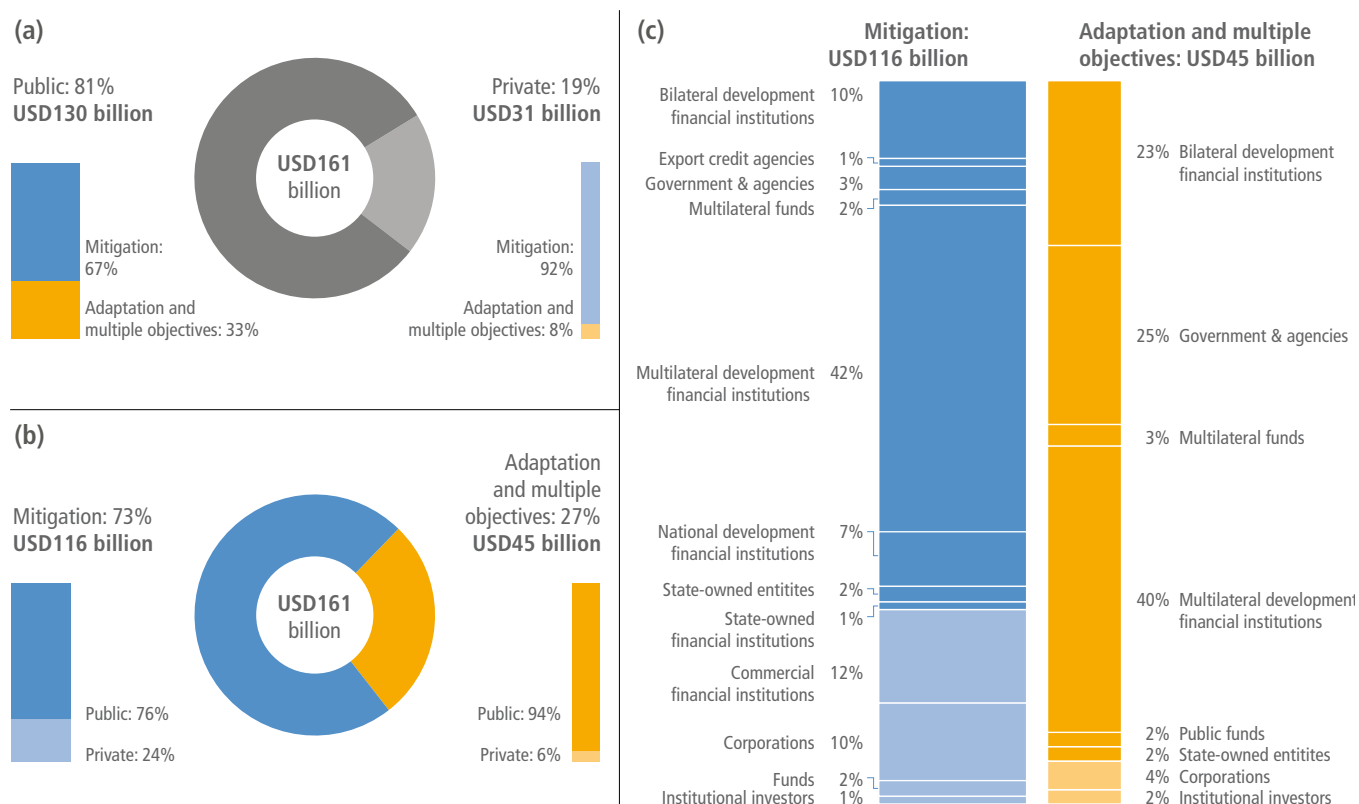 (a)
Public: 81%
USD130 billion
Private: 19%
USD31 billion
USD161
billion
Mitigation:
67%
Adaptation and
multiple objectives: 33%
Mitigation:
92%
Adaptation and
multiple objectives: 8%
(b)
Mitigation: 73%
USD116 billion
Adaptation
and multiple
objectives: 27%
USD45 billion
USD161
billion
Public: 76%
Private: 24%
Public: 94%
Private: 6%
(c)
Mitigation:
USD116 billion
Bilateral development 10%
financial institutions
Export credit agencies 1%
Government & agencies 3%
Multilateral funds 2%
Multilateral development 42%
financial institutions
National development 7%
financial institutions
State-owned entitites 2%
State-owned 1%
financial institutions
Commercial 12%
financial institutions
Corporations 10%
Funds 2%
Institutional investors 1%
Adaptation and multiple
objectives: USD45 billion
23% Bilateral development
financial institutions
25% Government & agencies
3% Multilateral funds
40% Multilateral development
financial institutions
2% Public funds
2% State-owned entitites
4% Corporations
2% Institutional investors